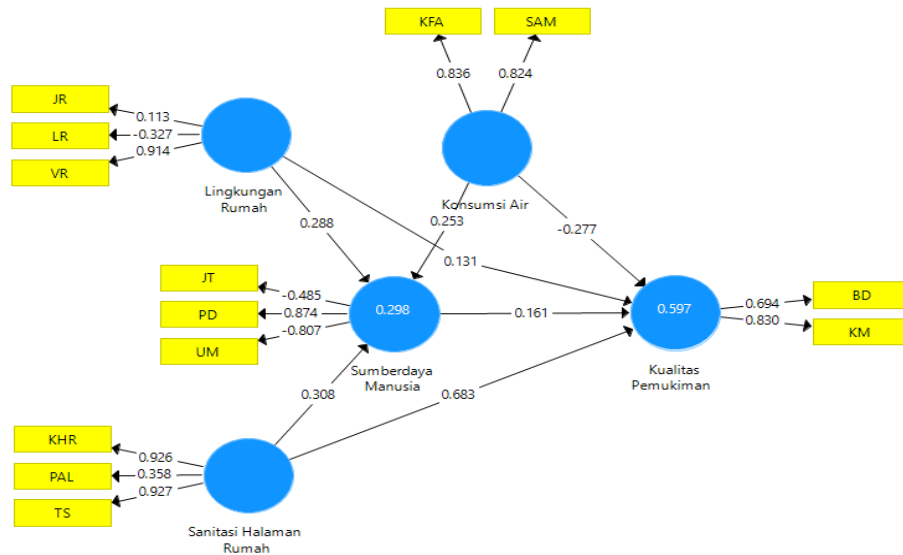 KFA
SAM
0.836
0.824
JR
LR
VR
0.113
-0.327
0.914
Lingkungan
Rumah
Konsumsi Air
0.288
0.253
0.131
-0.277
JT
PD
UM
-0.485
0.874
-0.807
0.298
Sumberdaya
Manusia
0.161
0.597
Kualitas
Pemukiman
0.694
0.830
BD
KM
0.308
0.683
KHR
PAL
TS
0.926
0.358
0.927
Sanitasi Halaman
Rumah